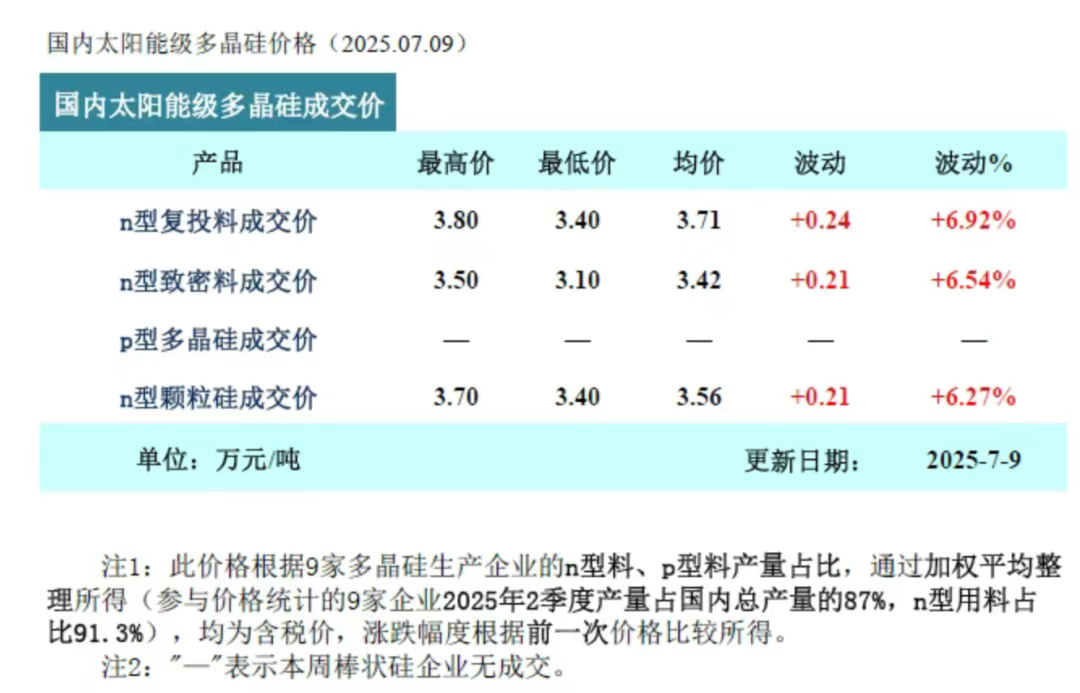 国内太阳能级多晶硅价格（2025.07.09）
国内太阳能级多晶硅成交价
产品 最高价 最低价 均价 波动 波动%
n型复投料成交价 3.80 3.40 3.71 +0.24 +6.92%
n型致密料成交价 3.50 3.10 3.42 +0.21 +6.54%
p型多晶硅成交价 — — — — —
n型颗粒硅成交价 3.70 3.40 3.56 +0.21 +6.27%
单位：万元/吨 更新日期： 2025-7-9
注1：此价格根据9家多晶硅生产企业的n型料、p型料产量占比，通过加权平均整
理所得（参与价格统计的9家企业2025年2季度产量占国内总产量的87%，n型用料占
比91.3%），均为含税价，涨跌幅度根据前一次价格比较所得。
注2："—"表示本周棒状硅企业无成交。